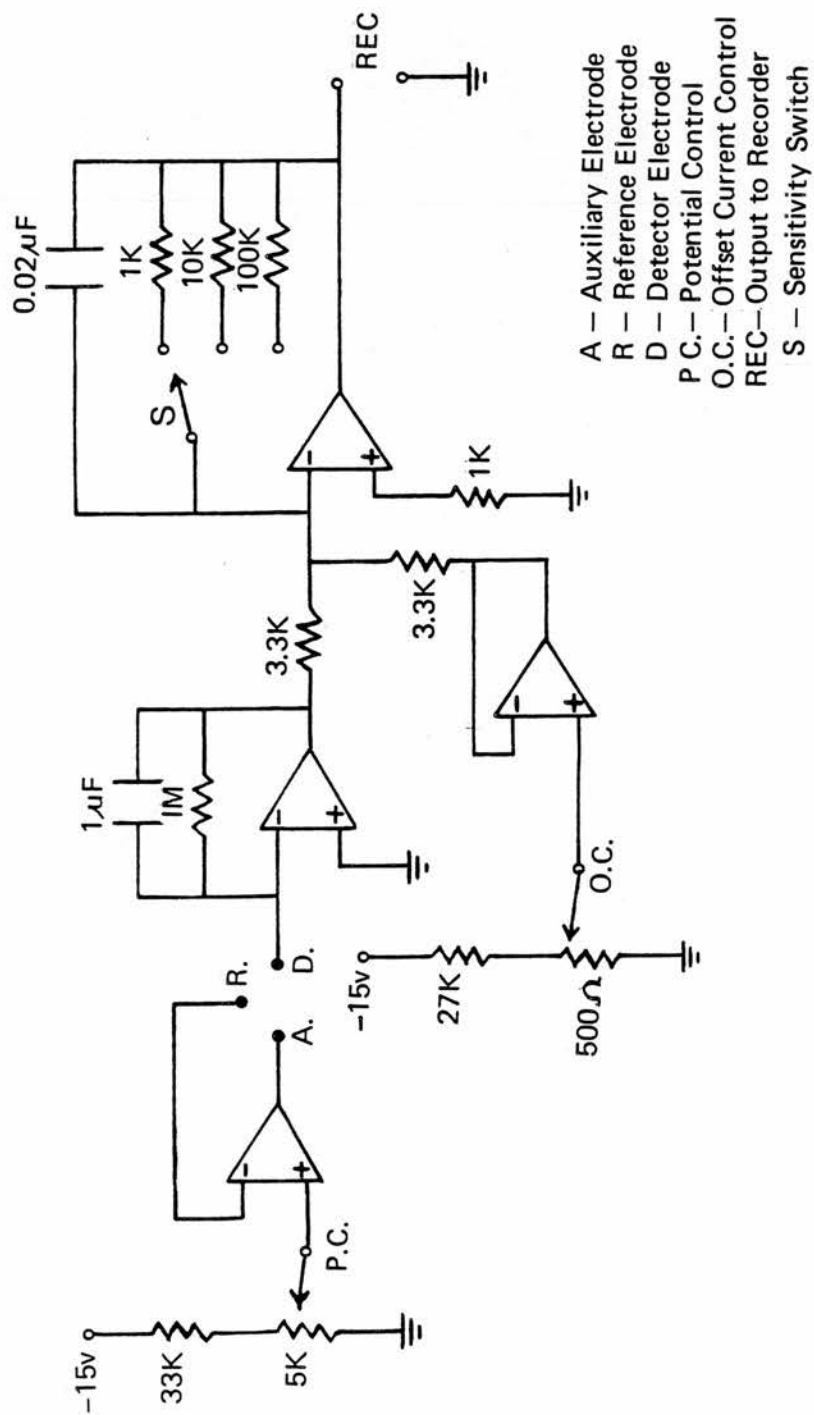 0.02μF
S
1K
10K
100K
REC
1μF
IM
3.3K
-
+
-
+
1K
3.3K
-
+
R.
A.
D.
-
+
P.C.
-15v
33K
5K
-15v
27K
500Ω
O.C.
A – Auxiliary Electrode
R – Reference Electrode
D – Detector Electrode
P C. – Potential Control
O.C. – Offset Current Control
REC – Output to Recorder
S – Sensitivity Switch